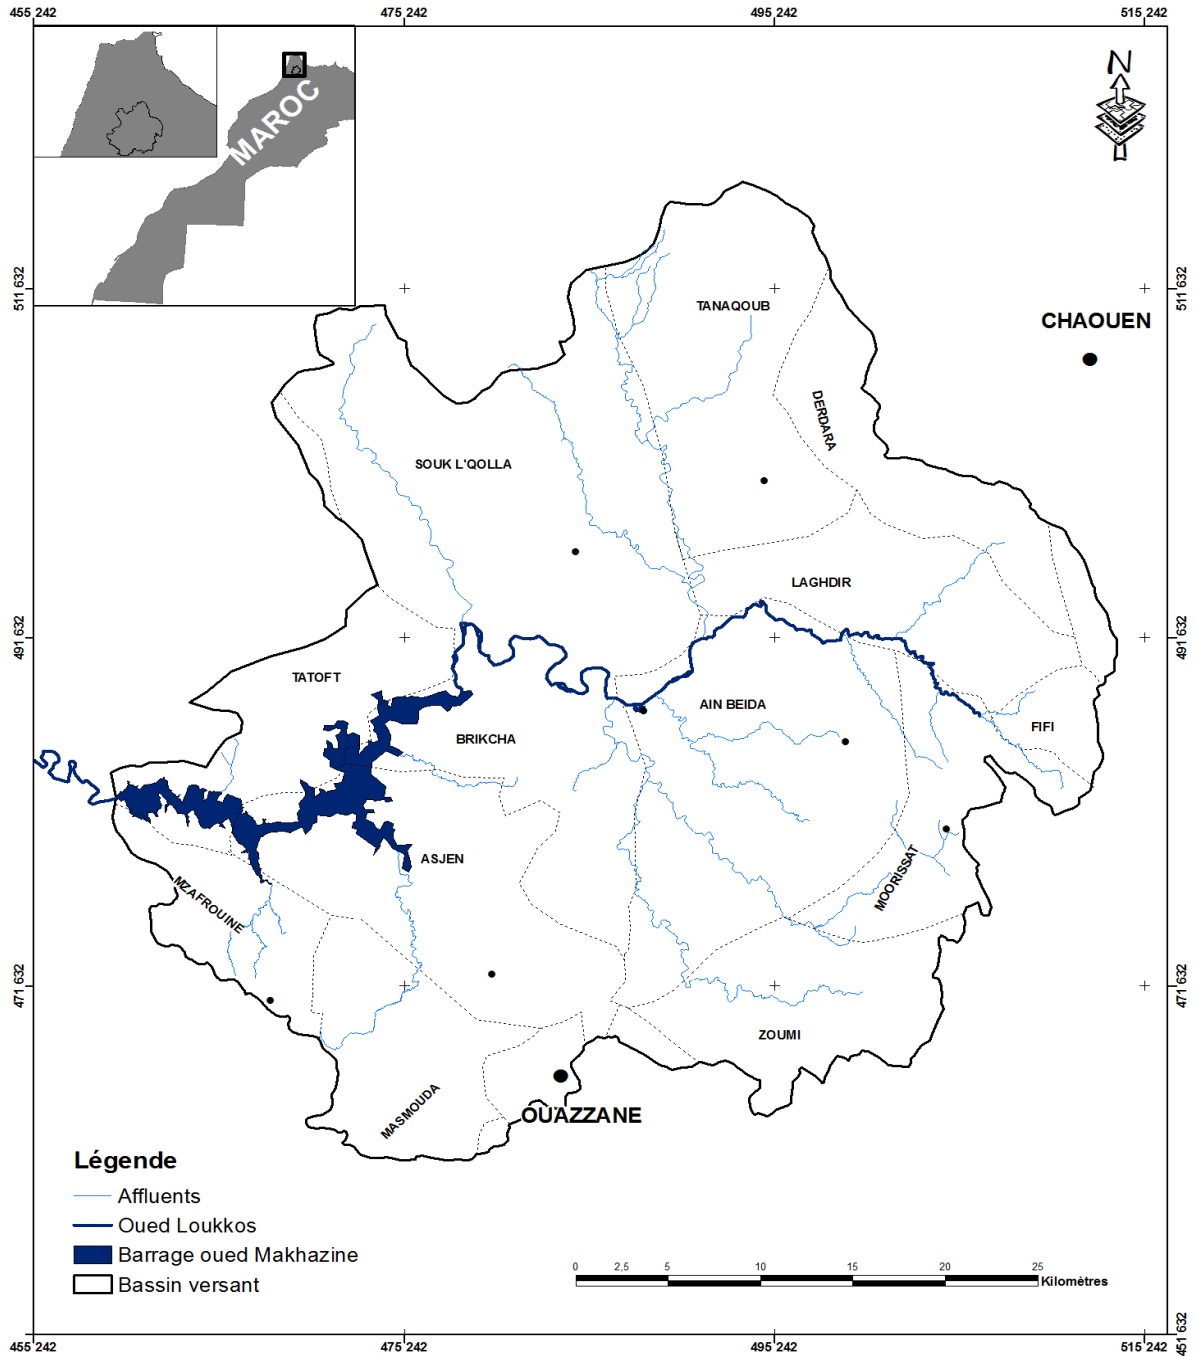 455 242
475 242
495 242
515 242
MAROC
N
511 632
511 632
TANAQOUB
CHAOUEN
DERDARA
SOUK L'QOLLA
LAGHDIR
491 632
491 632
TATOFT
AIN BEIDA
BRIKCHA
FIFI
ASJEN
MZAFROUINE
MOORISSAT
471 632
471 632
ZOUMI
MASMOUDA
OUAZZANE
Légende
Affluents
Oued Loukkos
Barrage oued Makhazine
Bassin versant
0 2,5 5 10 15 20 25
Kilomètres
451 632
455 242
475 242
495 242
515 242